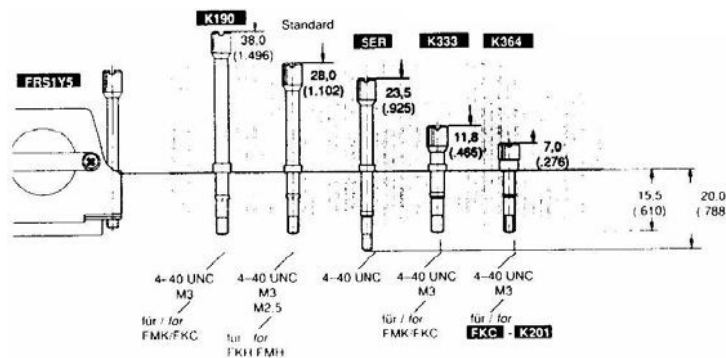 K190
Standard
38,0
(1.496)
SER
K333
K364
28,0
(1.102)
FRS1Y5
23,5
(.925)
11,8
(.465)
7,0
(.276)
15,5
(.610)
20,0
(.788
4-40 UNC
M3
4-40 UNC
M3
M2.5
4-40 UNC
4-40 UNC
M3
4-40 UNC
M3
für / for
FMK/FKC
für for
FKH FMH
für / for
FMK/FKC
für / for
FKC - K201